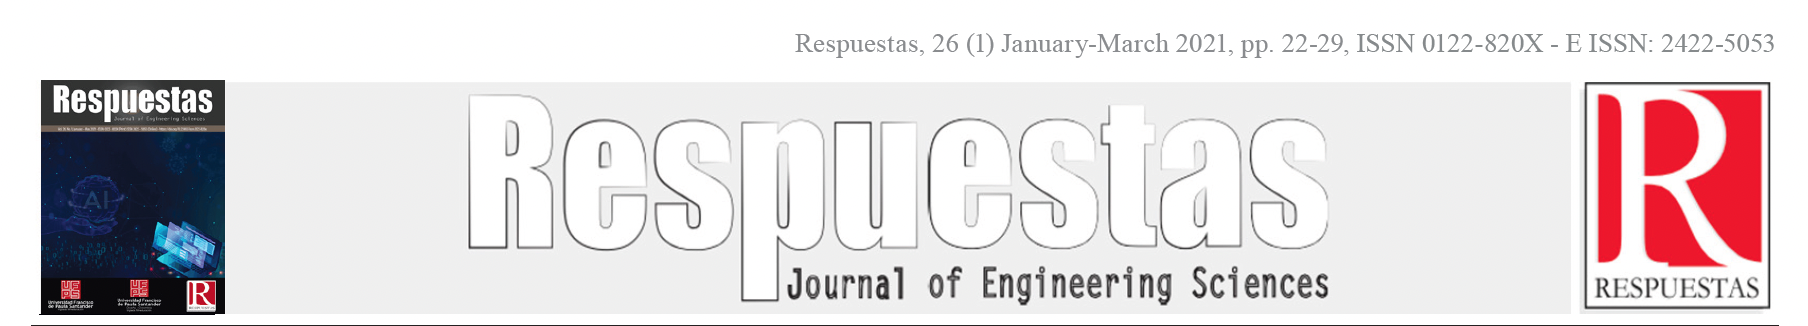 Respuestas, 26 (1) January-March 2021, pp. 22-29, ISSN 0122-820X - E ISSN: 2422-5053
Respuestas
Journal of Engineering Sciences
AI
Universidad Francisco
de Paula Santander
Universidad Francisco
de Paula Santander
R
Respuestas
Journal of Engineering Sciences
R
RESPUESTAS